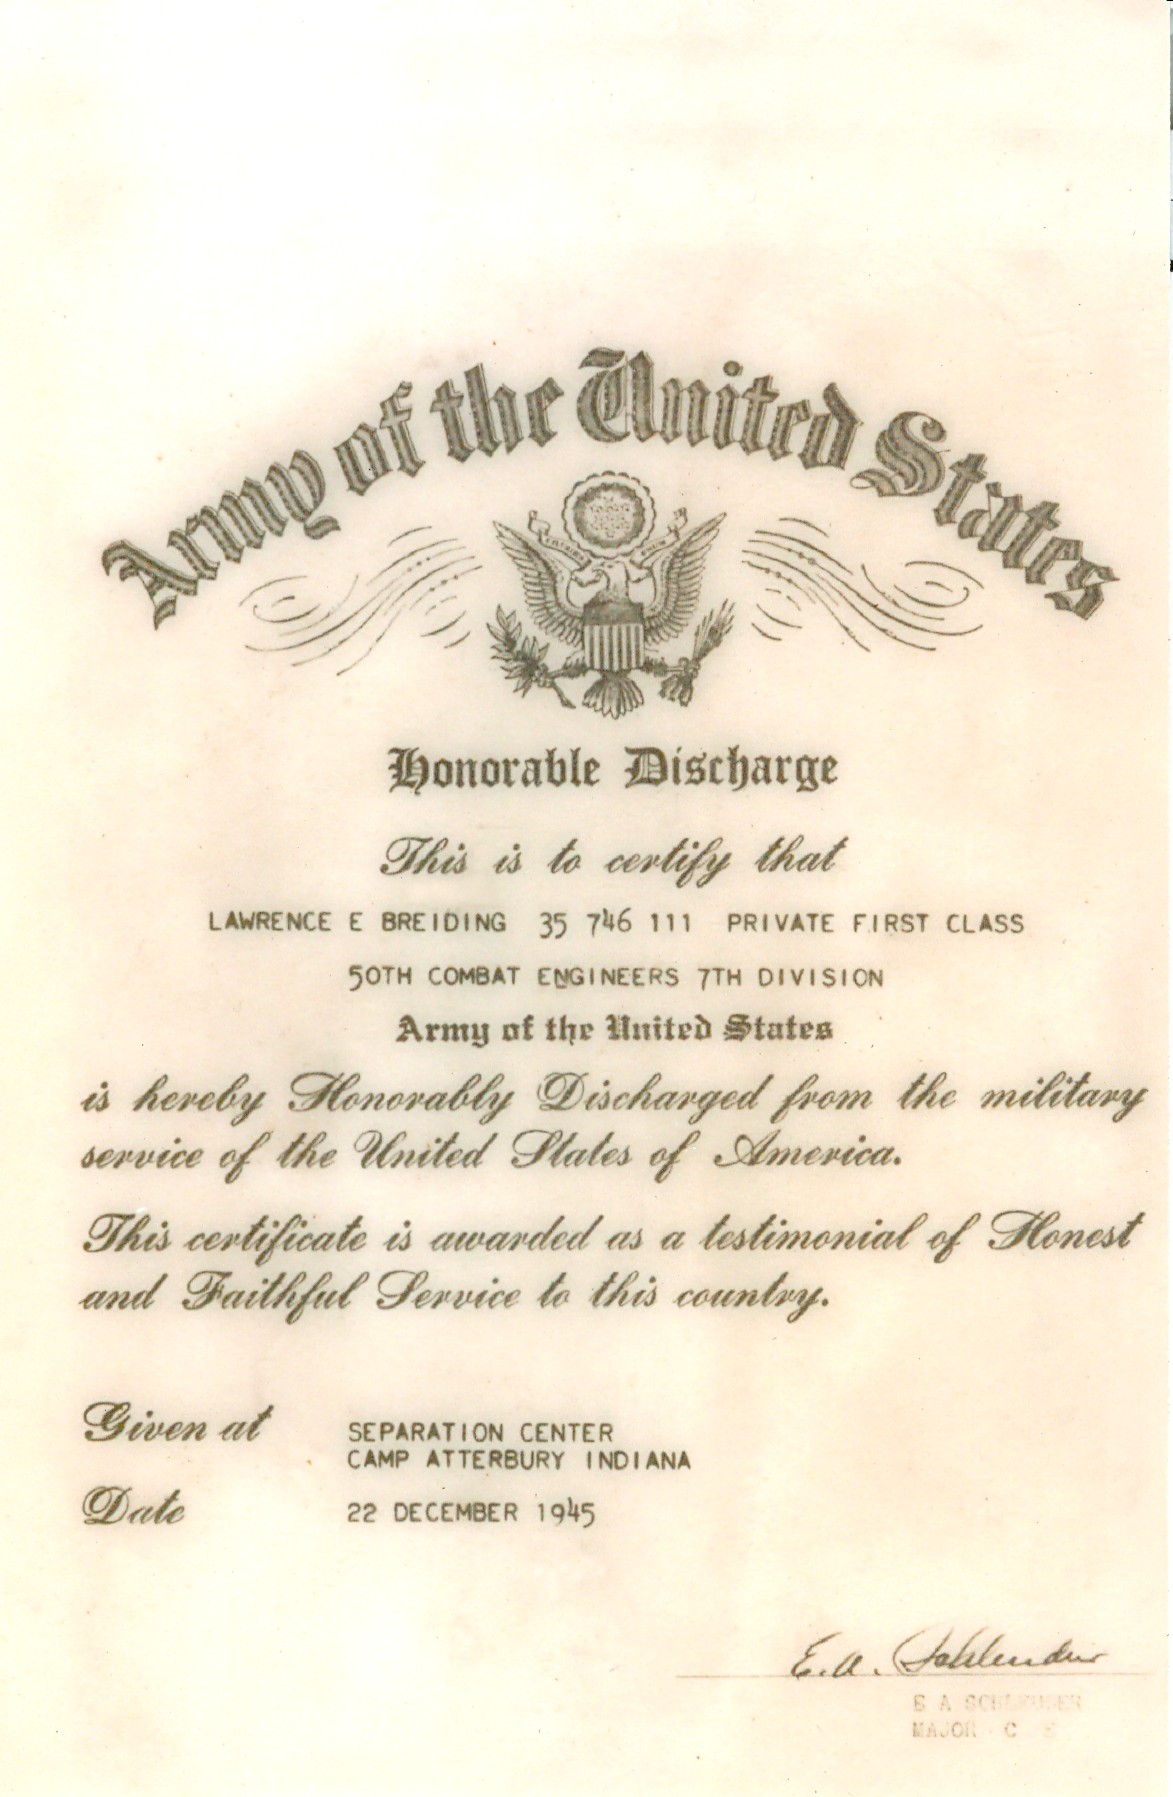 Army of the United States
Honorable Discharge
This is to certify that
LAWRENCE E BREIDING 35 746 111 PRIVATE FIRST CLASS
50TH COMBAT ENGINEERS 7TH DIVISION
Army of the United States
is hereby Honorably Discharged from the military
service of the United States of America.
This certificate is awarded as a testimonial of Honest
and Faithful Service to this country.
Given at SEPARATION CENTER
CAMP ATTERBURY INDIANA
Date 22 DECEMBER 1945
E. A.
E A
MAJOR C E